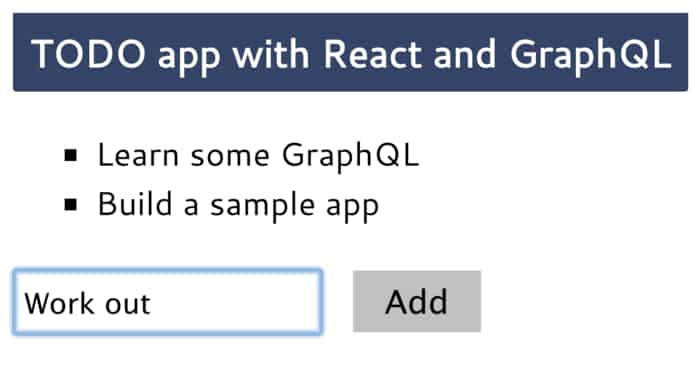 TODO app with React and GraphQL
Learn some GraphQL
Build a sample app
Work out
Add